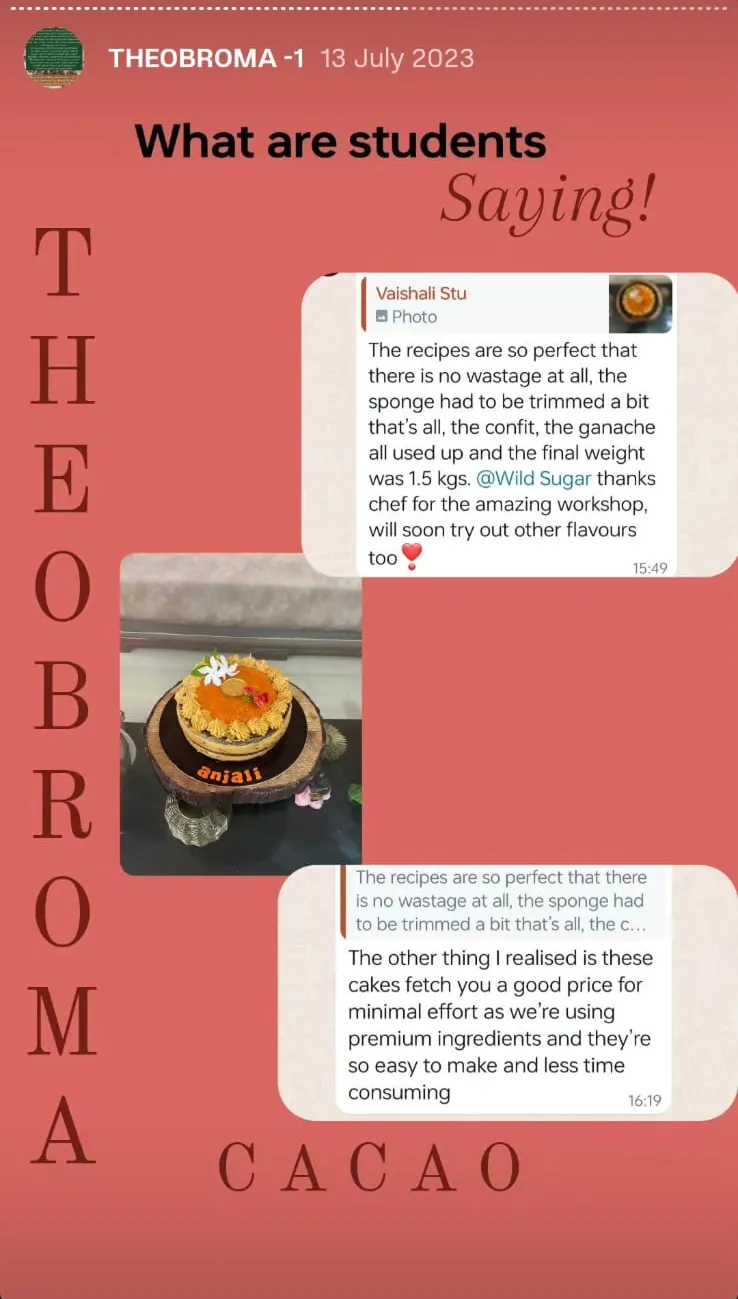 THEOBROMA -1 13 July 2023
What are students
Saying!
THEOBROMA
Vaishali Stu
Photo
The recipes are so perfect that
there is no wastage at all, the
sponge had to be trimmed a bit
that's all, the confit, the ganache
all used up and the final weight
was 1.5 kgs. @Wild Sugar thanks
chef for the amazing workshop,
will soon try out other flavours
too❣️
15:49
anjali
The recipes are so perfect that there
is no wastage at all, the sponge had
to be trimmed a bit that's all, the c...
The other thing I realised is these
cakes fetch you a good price for
minimal effort as we're using
premium ingredients and they're
so easy to make and less time
consuming
16:19
CACAO